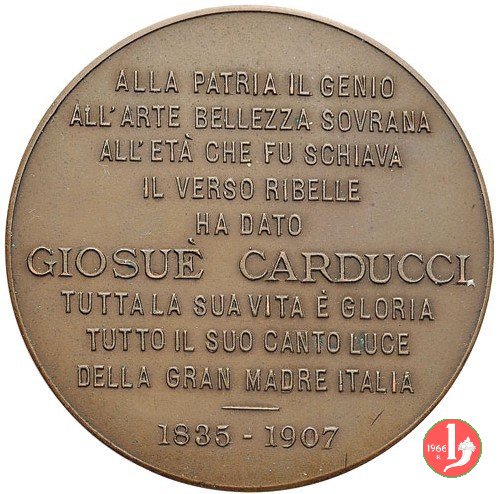 ALLA PATRIA IL GENIO
ALL'ARTE BELLEZZA SOVRANA
ALL'ETÀ CHE FU SCHIAVA
IL VERSO RIBELLE
HA DATO
GIOSUÈ CARDUCCI
TUTTA LA SUA VITA È GLORIA
TUTTO IL SUO CANTO LUCE
DELLA GRAN MADRE ITALIA
1835 - 1907
1966